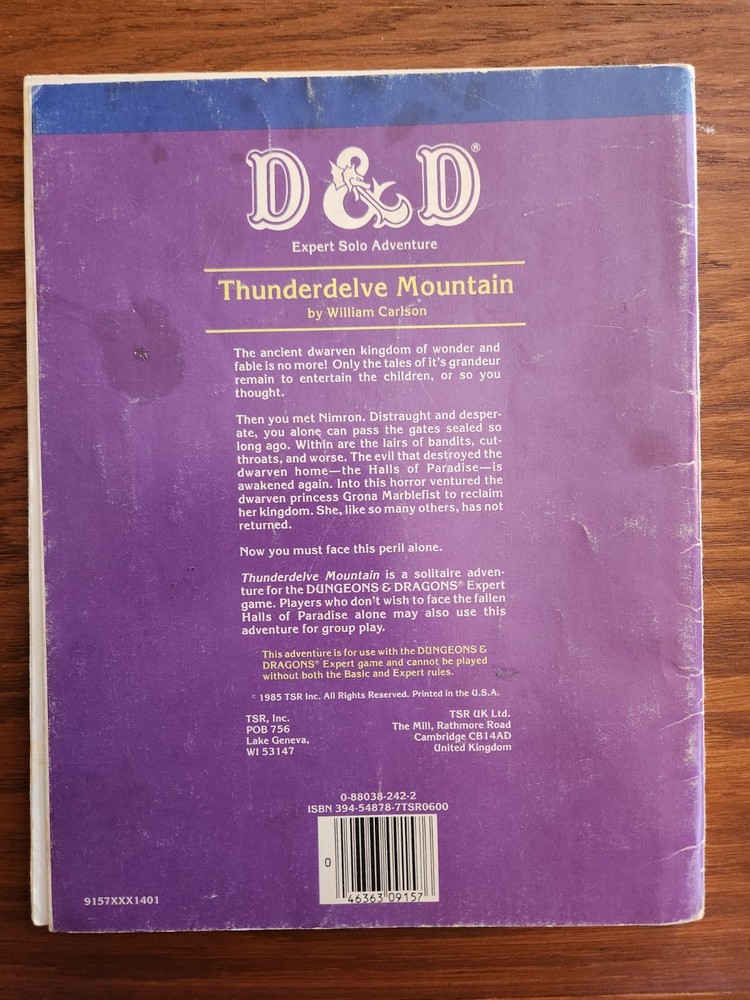 D & D®
Expert Solo Adventure
Thunderdelve Mountain
by William Carlson
The ancient dwarven kingdom of wonder and
fable is no more! Only the tales of it's grandeur
remain to entertain the children, or so you
thought.
Then you met Nimron. Distraught and desper-
ate, you alone can pass the gates sealed so
long ago. Within are the lairs of bandits, cut-
throats, and worse. The evil that destroyed the
dwarven home—the Halls of Paradise—is
awakened again. Into this horror ventured the
dwarven princess Grona Marblefist to reclaim
her kingdom. She, like so many others, has not
returned.
Now you must face this peril alone.
Thunderdelve Mountain is a solitaire adven-
ture for the DUNGEONS & DRAGONS® Expert
game. Players who don't wish to face the fallen
Halls of Paradise alone may also use this
adventure for group play.
This adventure is for use with the DUNGEONS &
DRAGONS® Expert game and cannot be played
without both the Basic and Expert rules.
© 1985 TSR Inc. All Rights Reserved. Printed in the U.S.A.
TSR, Inc.
POB 756
Lake Geneva,
WI 53147
TSR UK Ltd.
The Mill, Rathmore Road
Cambridge CB14AD
United Kingdom
0-88038-242-2
ISBN 394-54878-7TSR0600
0 46363 09157
9157XXX1401